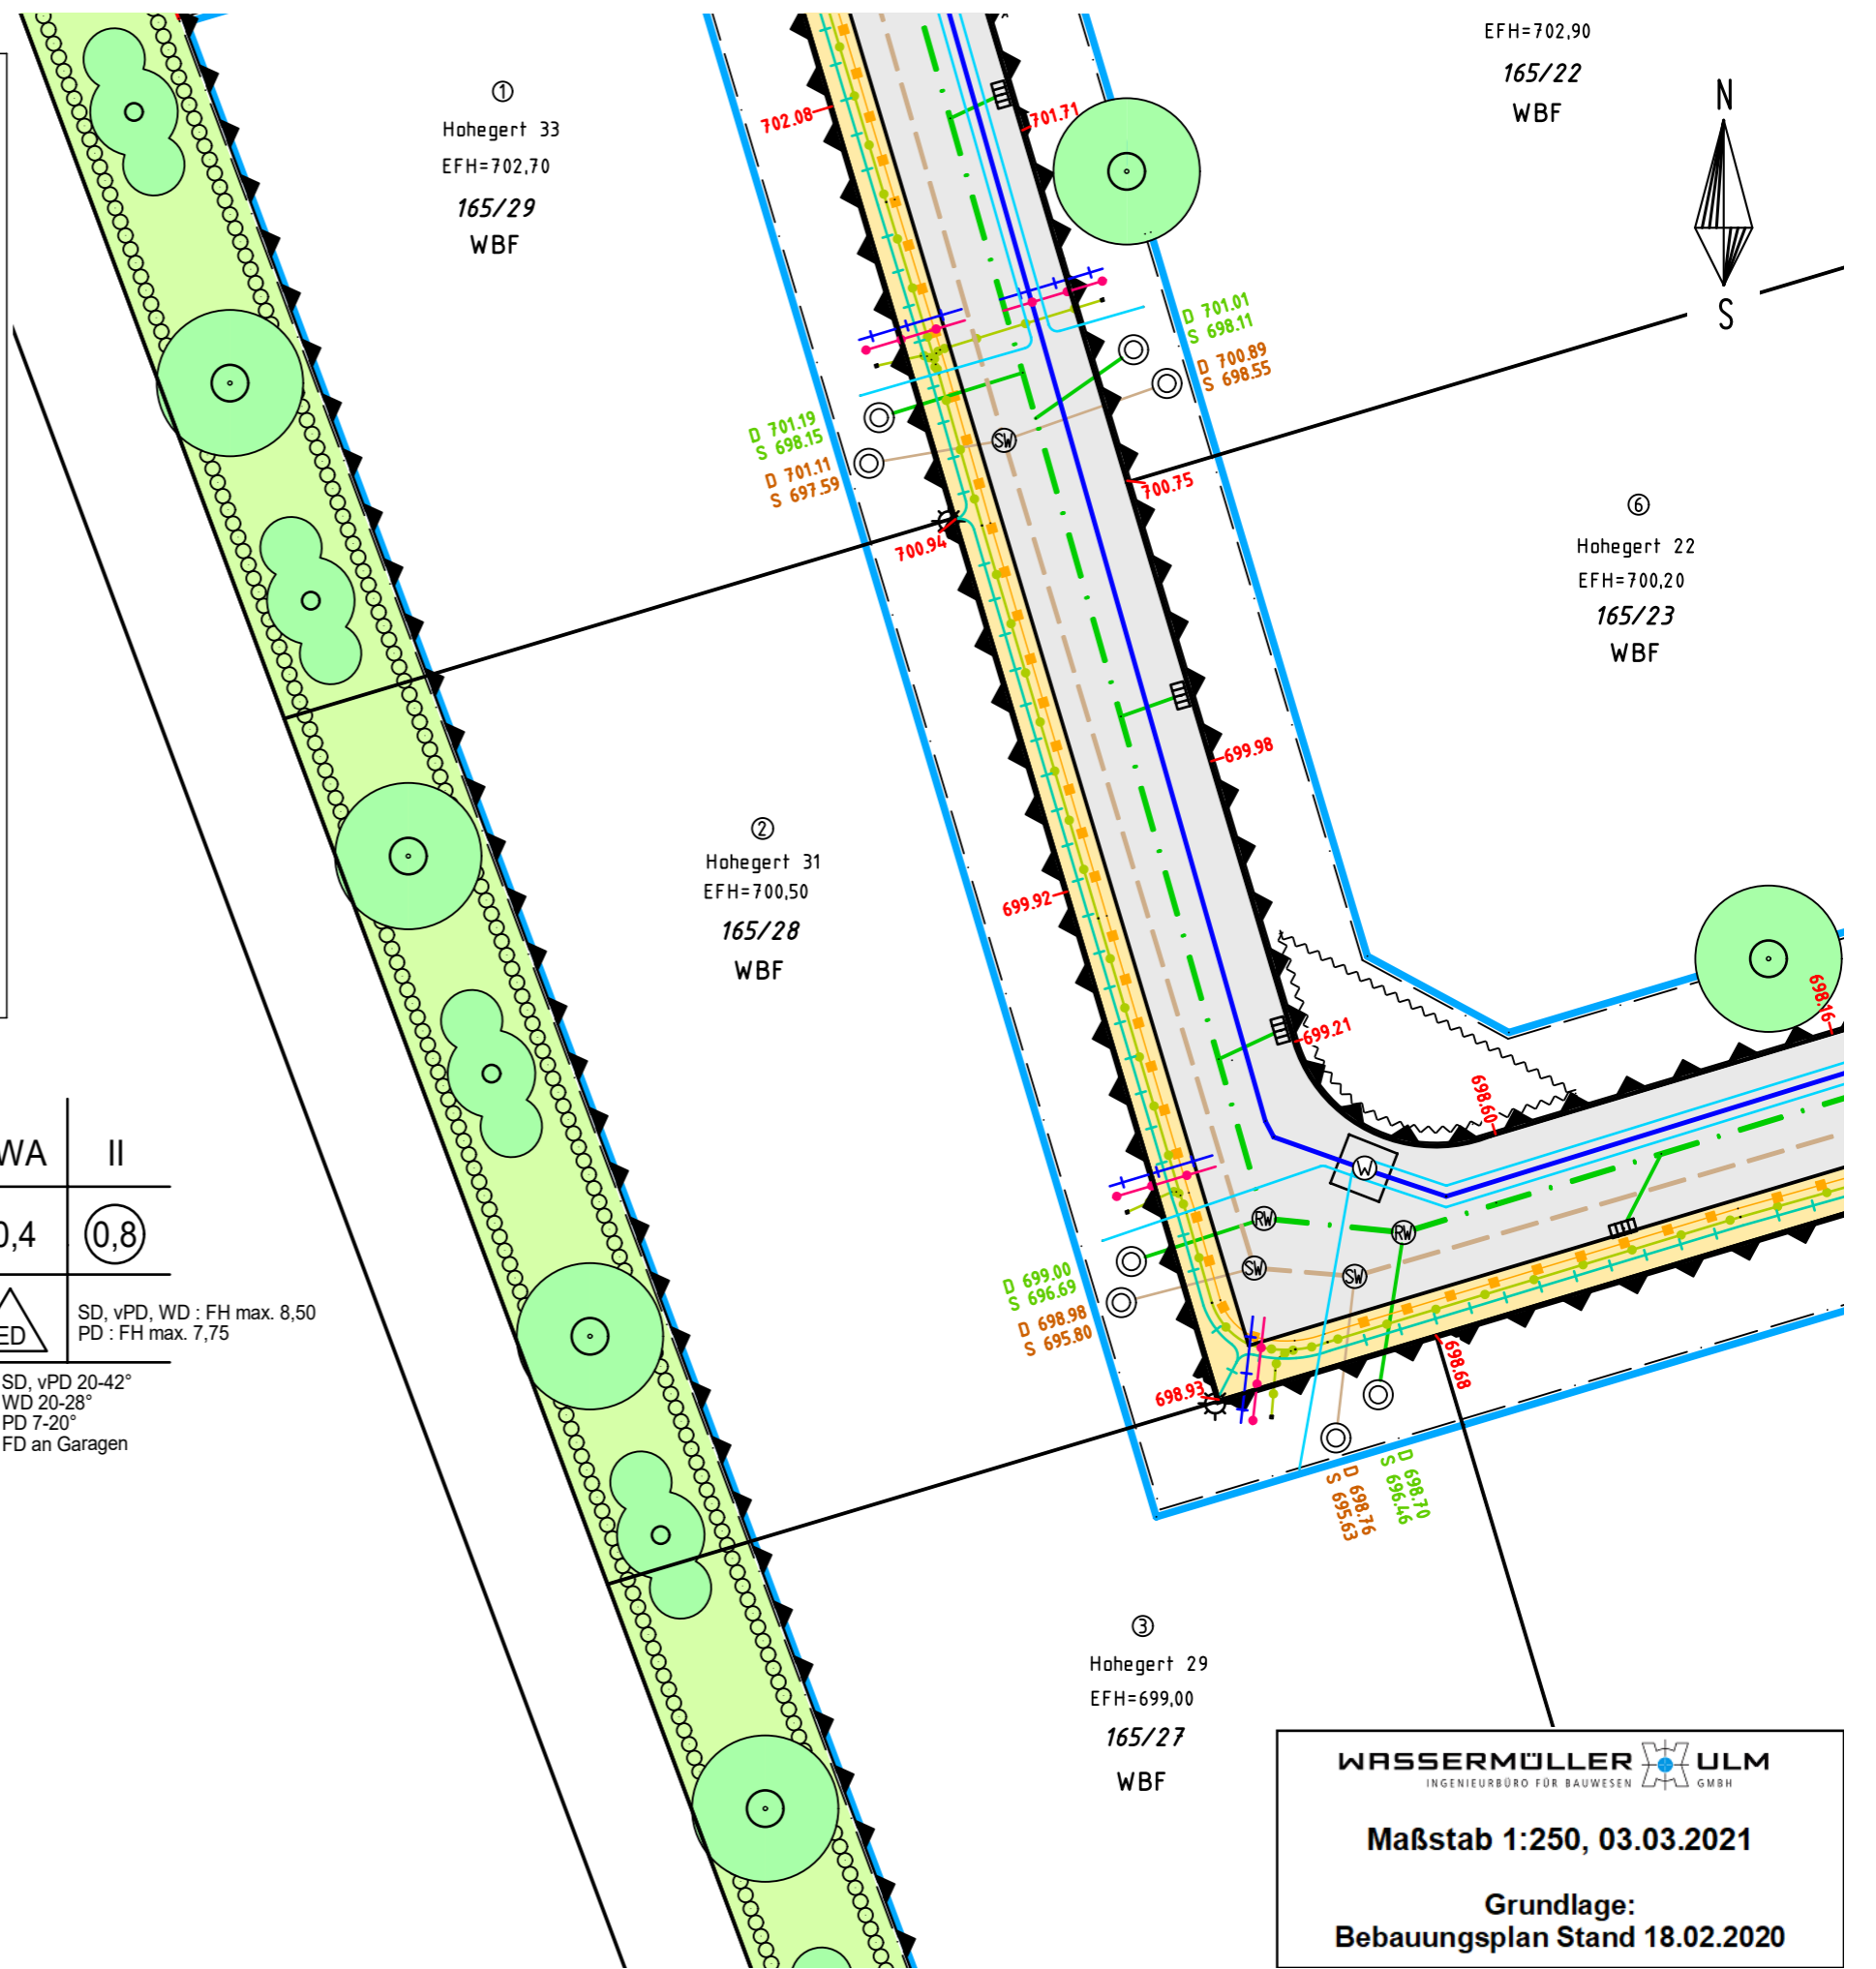 ①
Hohegert 33
EFH=702,70
165/29
WBF
EFH=702,90
165/22
WBF
N
S
702.08
701.71
D 701.01
S 698.11
D 700.89
S 698.55
D 701.19
S 698.15
D 701.11
S 697.59
SW
700.94
700.75
⑥
Hohegert 22
EFH=700,20
165/23
WBF
699.98
②
Hohegert 31
EFH=700,50
165/28
WBF
699.92
699.21
698.16
698.60
W
RW
RW
SW
SW
D 699.00
S 696.69
D 698.98
S 695.80
698.93
698.68
D 698.70
S 696.46
D 698.76
S 695.63
WA
II
0,4
0,8
ED
SD, vPD, WD : FH max. 8,50
PD : FH max. 7,75
SD, vPD 20-42°
WD 20-28°
PD 7-20°
FD an Garagen
③
Hohegert 29
EFH=699,00
165/27
WBF
WASSERMÜLLER ULM
INGENIEURBÜRO FÜR BAUWESEN GMBH
Maßstab 1:250, 03.03.2021
Grundlage:
Bebauungsplan Stand 18.02.2020